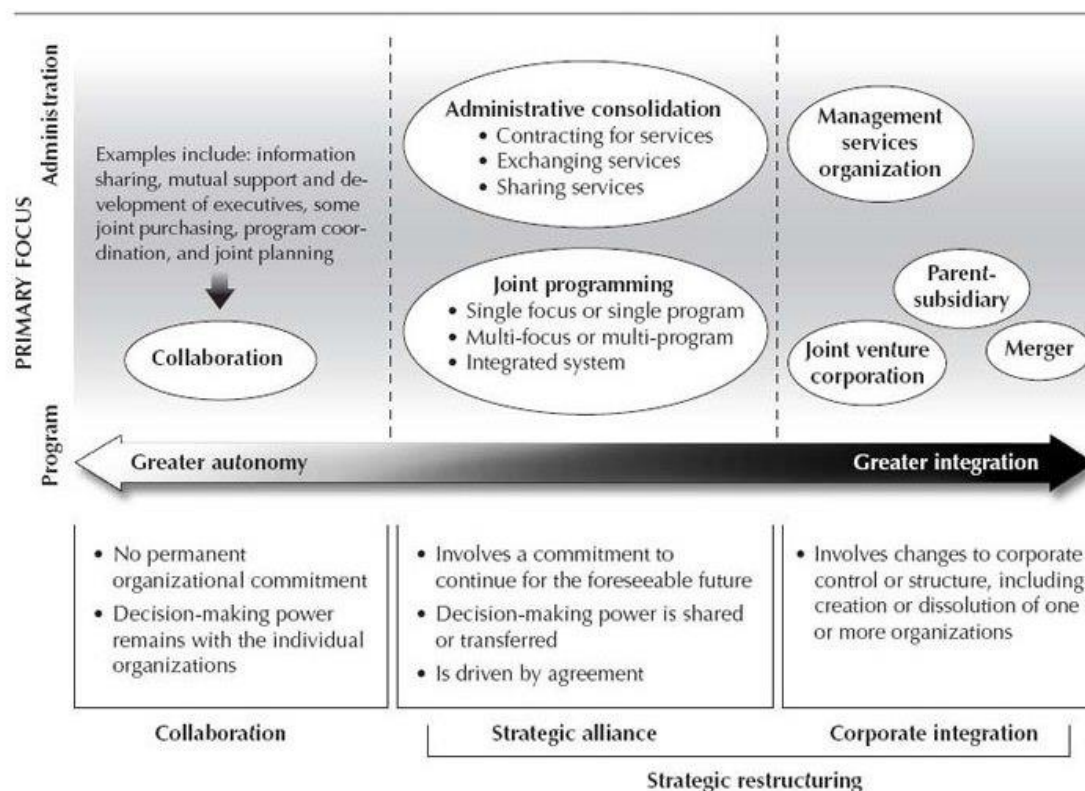 PRIMARY FOCUS
Administration
Program
Examples include: information
sharing, mutual support and de-
velopment of executives, some
joint purchasing, program coor-
dination, and joint planning
Collaboration
Administrative consolidation
• Contracting for services
• Exchanging services
• Sharing services
Joint programming
• Single focus or single program
• Multi-focus or multi-program
• Integrated system
Management
services
organization
Parent-
subsidiary
Joint venture
corporation
Merger
Greater autonomy
Greater integration
• No permanent
organizational commitment
• Decision-making power
remains with the individual
organizations
• Involves a commitment to
continue for the foreseeable future
• Decision-making power is shared
or transferred
• Is driven by agreement
• Involves changes to corporate
control or structure, including
creation or dissolution of one
or more organizations
Collaboration
Strategic alliance
Corporate integration
Strategic restructuring